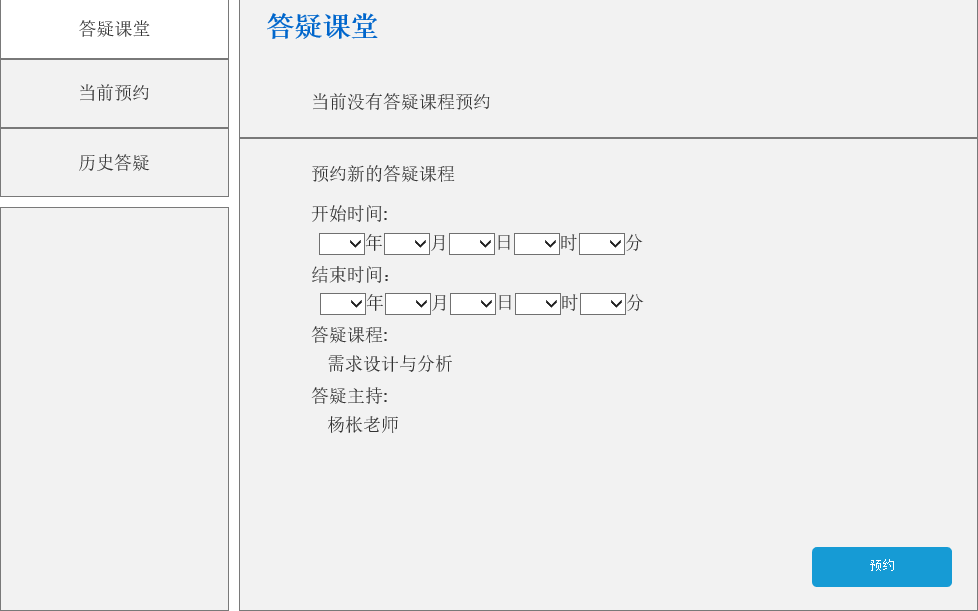 答疑课堂
当前预约
历史答疑
答疑课堂
当前没有答疑课程预约
预约新的答疑课程
开始时间:
年 月 日 时 分
结束时间:
年 月 日 时 分
答疑课程:
需求设计与分析
答疑主持:
杨枨老师
预约